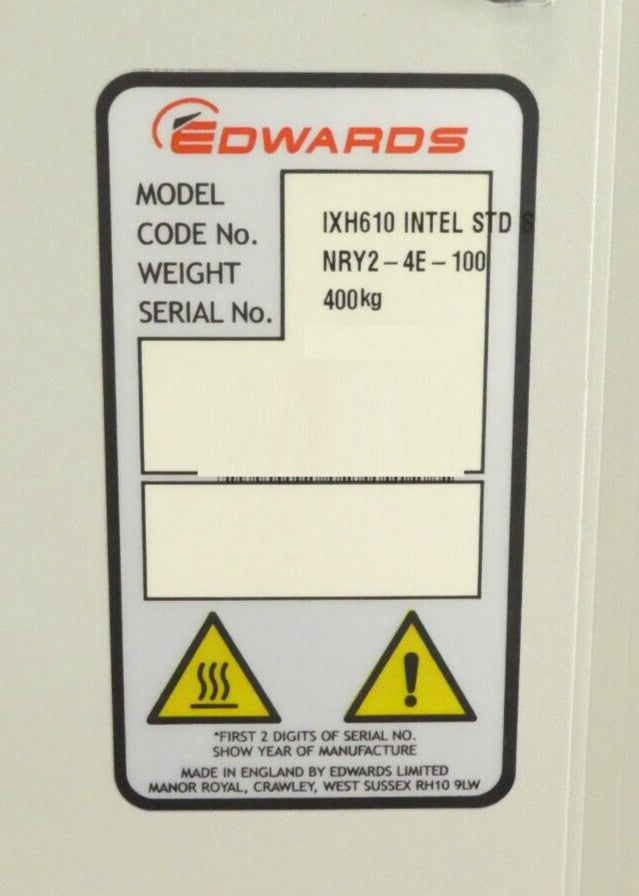 EDWARDS
MODEL IXH610 INTEL STD S
CODE No. NRY2-4E-100
WEIGHT 400kg
SERIAL No.
*FIRST 2 DIGITS OF SERIAL NO.
SHOW YEAR OF MANUFACTURE
MADE IN ENGLAND BY EDWARDS LIMITED
MANOR ROYAL, CRAWLEY, WEST SUSSEX RH10 9LW